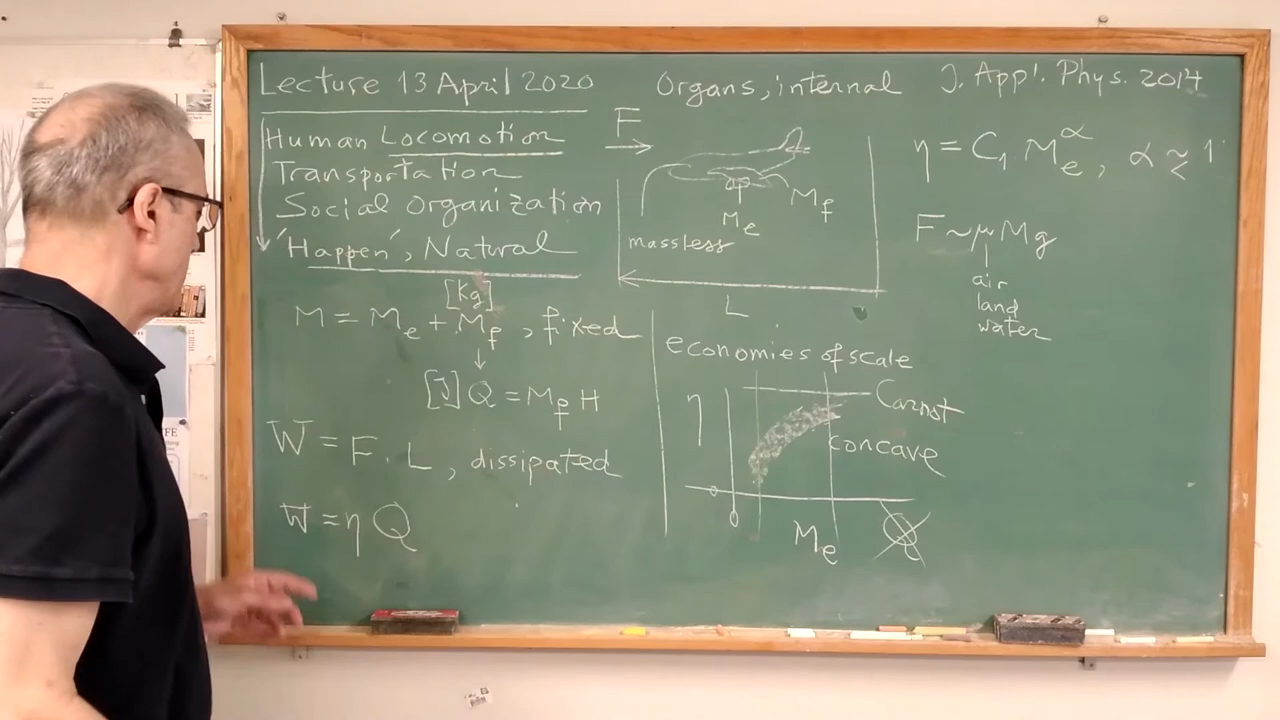 Lecture 13 April 2020
Human Locomotion
Transportation
Social Organization
'Happen', Natural
[Kg]
M = Me + Mf , fixed
↓
[J] Q = Mf H
W = F . L , dissipated
W = η Q
Organs, internal
F
→
Mf
Me
massless
L
economies of scale
η
Carnot
concave
Me
Q
J. Appl. Phys. 2014
η = C₁ Me^α , α ≲ 1
F ~ μ M g
air
land
water